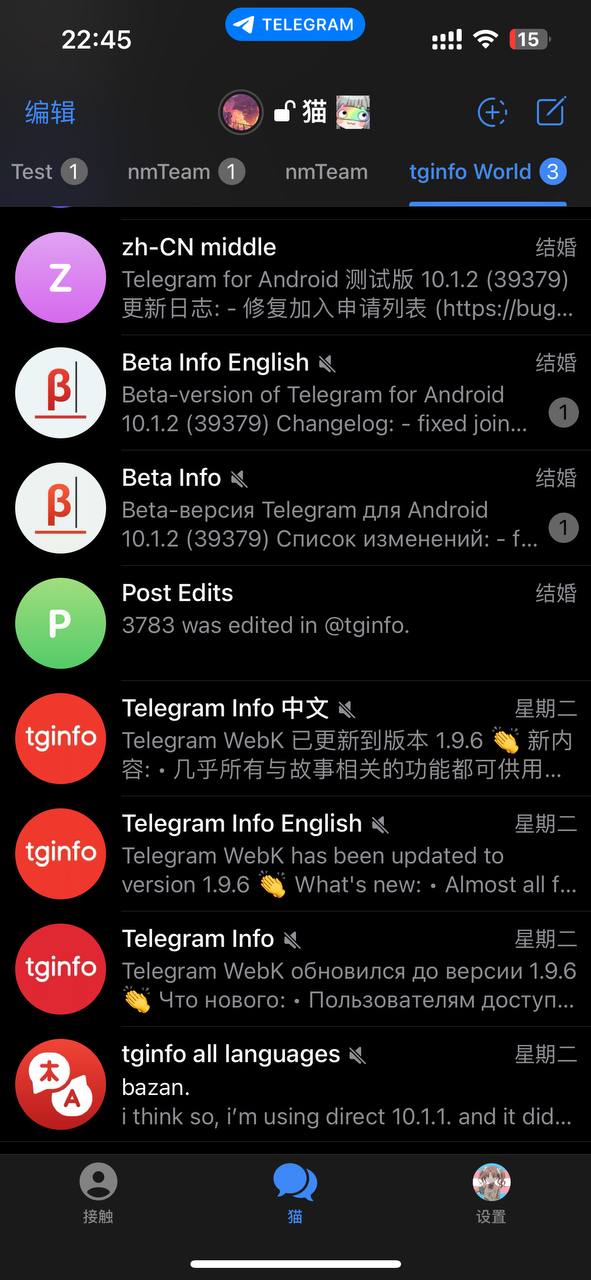 22:45
TELEGRAM
15
编辑
猫
Test 1
nmTeam 1
nmTeam
tginfo World 3
Z
zh-CN middle
结婚
Telegram for Android 测试版 10.1.2 (39379)
更新日志: - 修复加入申请列表 (https://bug...
β
Beta Info English
结婚
Beta-version of Telegram for Android
10.1.2 (39379) Changelog: - fixed join...
1
β
Beta Info
结婚
Beta-версия Telegram для Android
10.1.2 (39379) Список изменений: - f...
1
P
Post Edits
结婚
3783 was edited in @tginfo.
tginfo
Telegram Info 中文
星期二
Telegram WebK 已更新到版本 1.9.6 👏 新内
容: • 几乎所有与故事相关的功能都可供用...
tginfo
Telegram Info English
星期二
Telegram WebK has been updated to
version 1.9.6 👏 What's new: • Almost all f...
tginfo
Telegram Info
星期二
Telegram WebK обновился до версии 1.9.6
👏 Что нового: • Пользователям доступ...
木
A
tginfo all languages
星期二
bazan.
i think so, i’m using direct 10.1.1. and it did...
接触
猫
设置